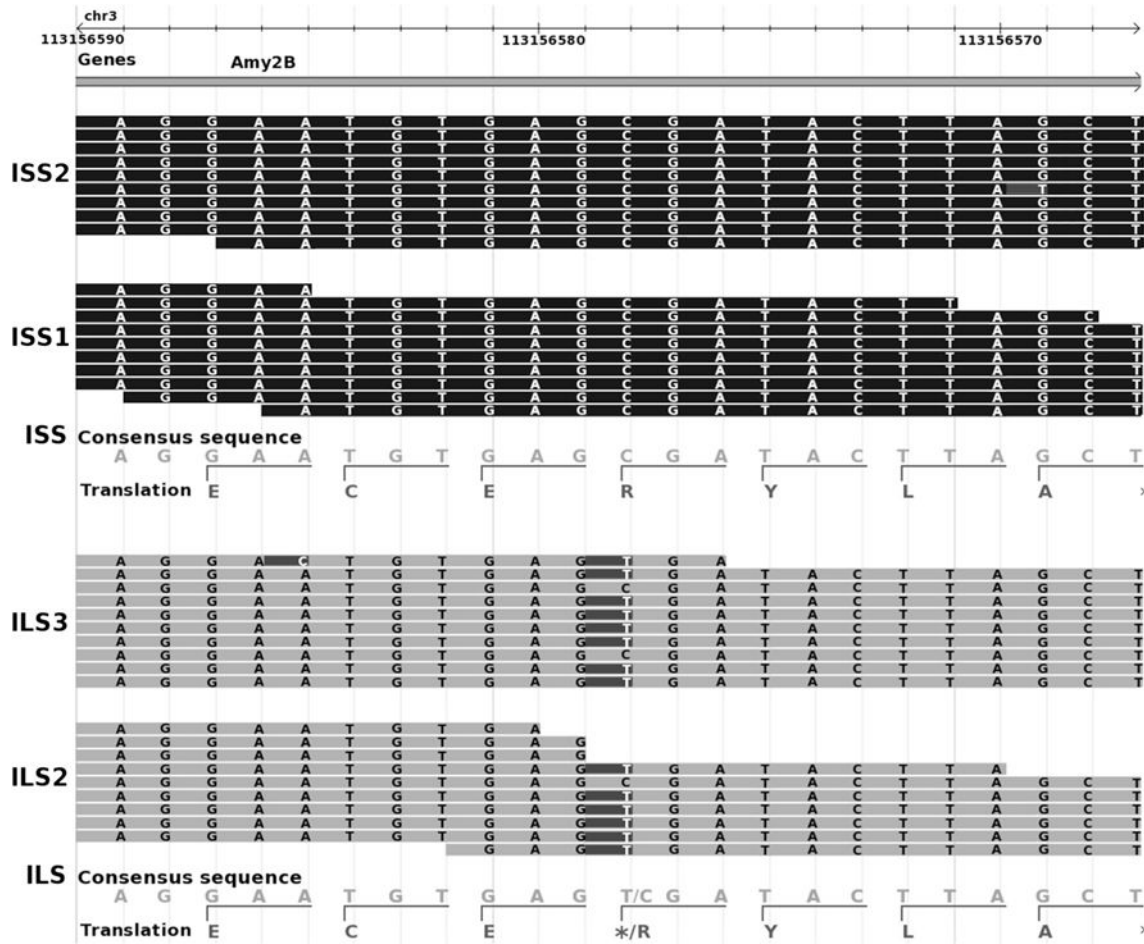 chr3
113156590 113156580 113156570
Genes Amy2B
A G G A A T G T G A G C G A T A C T T A G C T
A G G A A T G T G A G C G A T A C T T A G C T
A G G A A T G T G A G C G A T A C T T A G C T
A G G A A T G T G A G C G A T A C T T A G C T
ISS2 A G G A A T G T G A G C G A T A C T T A G C T
A G G A A T G T G A G C G A T A C T T A T C T
A G G A A T G T G A G C G A T A C T T A G C T
A G G A A T G T G A G C G A T A C T T A G C T
A G G A A T G T G A G C G A T A C T T A G C T
A A T G T G A G C G A T A C T T A G C T
A G G A A
A G G A A T G T G A G C G A T A C T T
A G G A A T G T G A G C G A T A C T T A G C
ISS1 A G G A A T G T G A G C G A T A C T T A G C T
A G G A A T G T G A G C G A T A C T T A G C T
A G G A A T G T G A G C G A T A C T T A G C T
A G G A A T G T G A G C G A T A C T T A G C T
A G G A A T G T G A G C G A T A C T T A G C T
G G A A T G T G A G C G A T A C T T A G C T
A T G T G A G C G A T A C T T A G C T
ISS Consensus sequence
A G G A A T G T G A G C G A T A C T T A G C T
Translation E C E R Y L A
A G G A C T G T G A G T G A
A G G A A T G T G A G T G A T A C T T A G C T
A G G A A T G T G A G C G A T A C T T A G C T
A G G A A T G T G A G T G A T A C T T A G C T
A G G A A T G T G A G T G A T A C T T A G C T
ILS3 A G G A A T G T G A G T G A T A C T T A G C T
A G G A A T G T G A G T G A T A C T T A G C T
A G G A A T G T G A G C G A T A C T T A G C T
A G G A A T G T G A G T G A T A C T T A G C T
A G G A A T G T G A G T G A T A C T T A G C T
A G G A A T G T G A
A G G A A T G T G A G
A G G A A T G T G A G
A G G A A T G T G A G T G A T A C T T A
ILS2 A G G A A T G T G A G C G A T A C T T A G C T
A G G A A T G T G A G T G A T A C T T A G C T
A G G A A T G T G A G T G A T A C T T A G C T
A G G A A T G T G A G T G A T A C T T A G C T
A G G A A T G T G A G T G A T A C T T A G C T
G A G T G A T A C T T A G C T
ILS Consensus sequence
A G G A A T G T G A G T/C G A T A C T T A G C T
Translation E C E */R Y L A